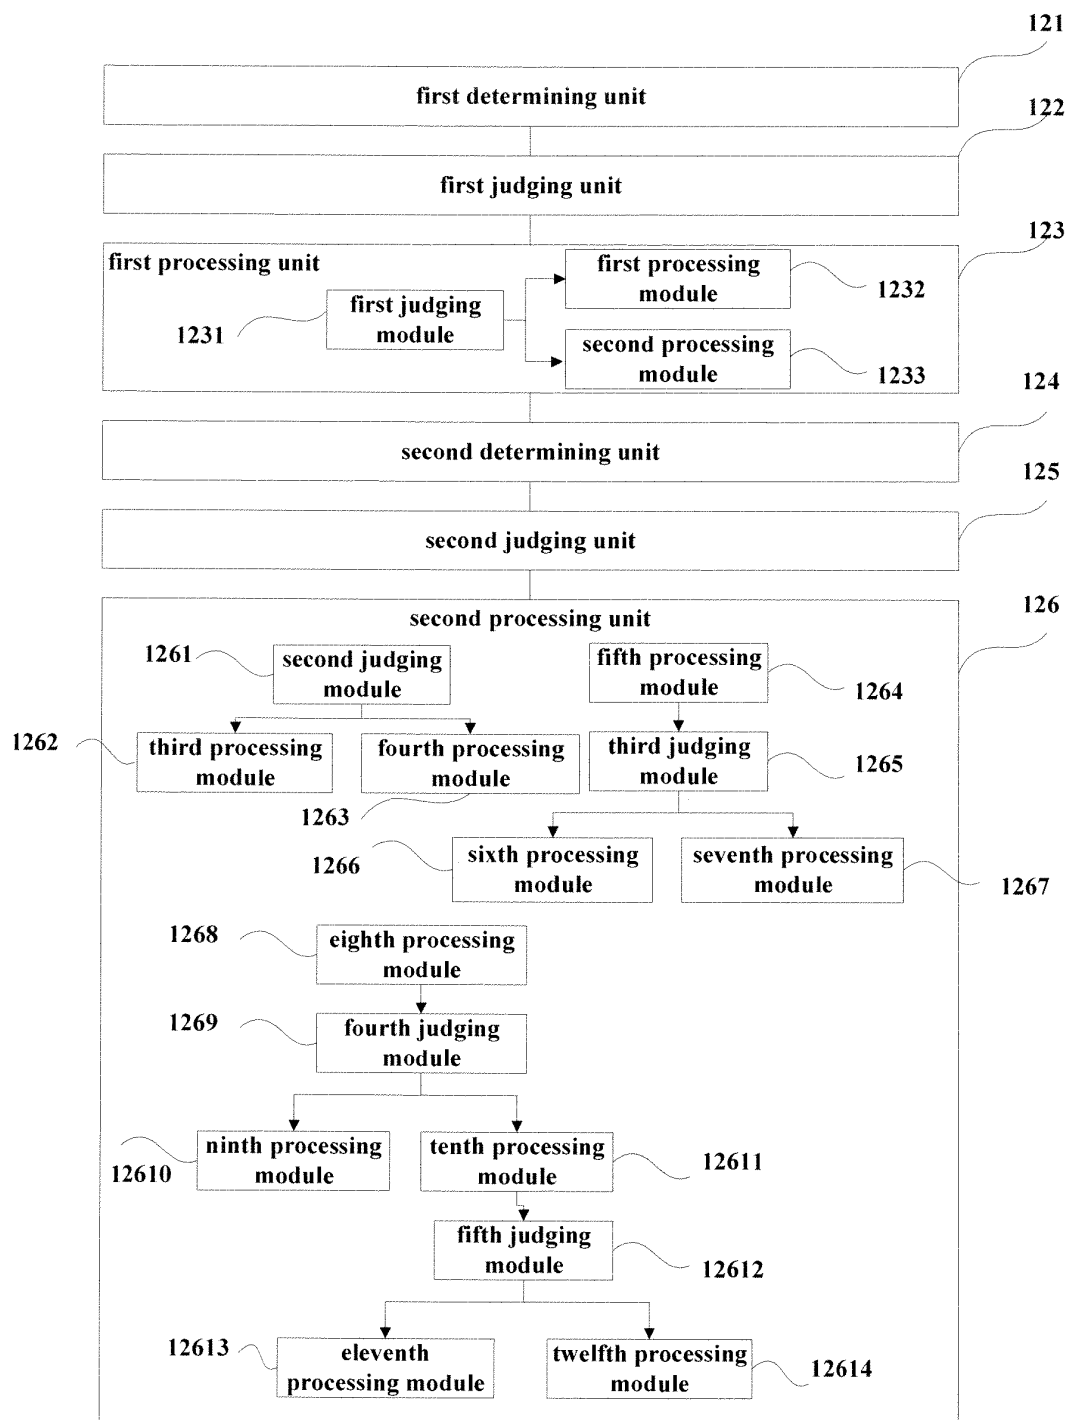 121
first determining unit
122
first judging unit
123
first processing unit
first processing
module
1232
first judging
module
1231
second processing
module
1233
124
second determining unit
125
second judging unit
126
second processing unit
1261
second judging
module
fifth processing
module
1264
1262
third processing
module
fourth processing
module
1263
third judging
module
1265
1266
sixth processing
module
seventh processing
module
1267
1268
eighth processing
module
1269
fourth judging
module
12610
ninth processing
module
tenth processing
module
12611
fifth judging
module
12612
12613
eleventh
processing module
twelfth processing
module
12614